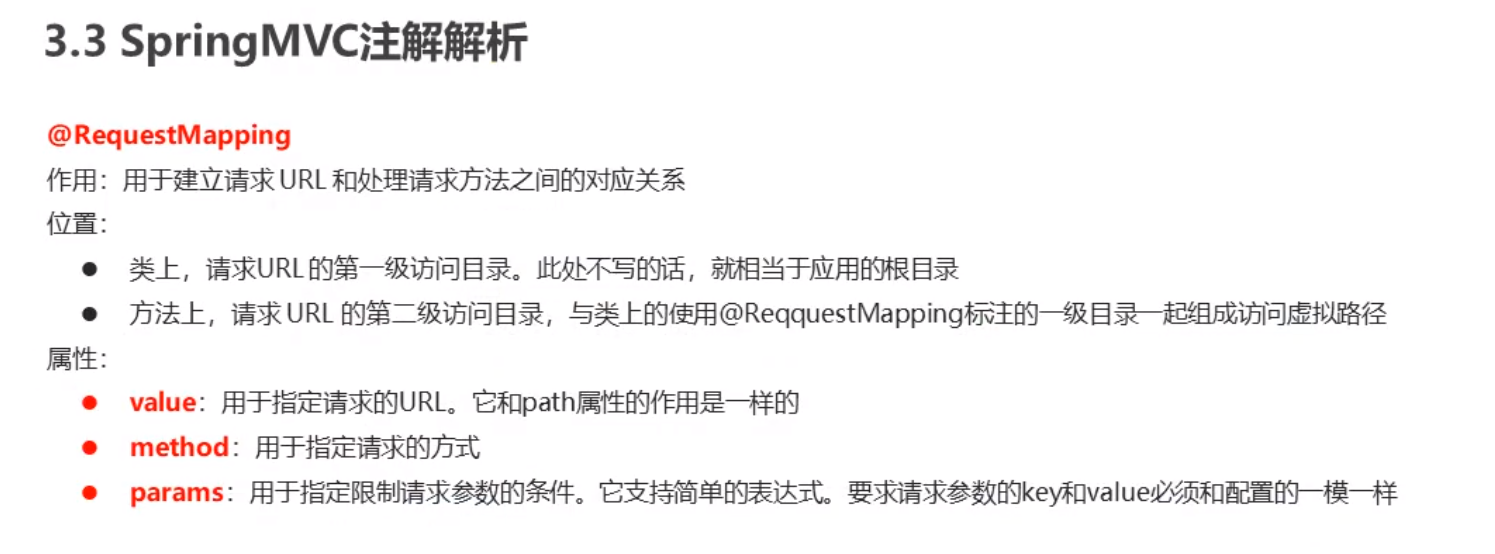 3.3 SpringMVC注解解析
@RequestMapping
作用：用于建立请求 URL 和处理请求方法之间的对应关系
位置：
● 类上，请求URL 的第一级访问目录。此处不写的话，就相当于应用的根目录
● 方法上，请求 URL 的第二级访问目录，与类上的使用@ReqquestMapping标注的一级目录一起组成访问虚拟路径
属性：
● value：用于指定请求的URL。它和path属性的作用是一样的
● method：用于指定请求的方式
● params：用于指定限制请求参数的条件。它支持简单的表达式。要求请求参数的key和value必须和配置的一模一样